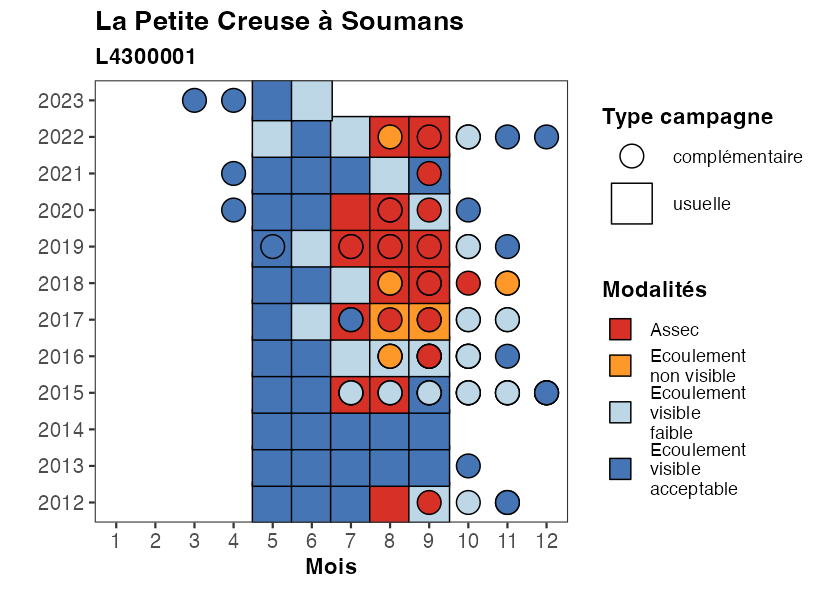 La Petite Creuse à Soumans
L4300001
2023
2022
2021
2020
2019
2018
2017
2016
2015
2014
2013
2012
1 2 3 4 5 6 7 8 9 10 11 12
Mois
Type campagne
complémentaire
usuelle
Modalités
Assec
Ecoulement
non visible
Ecoulement
visible
faible
Ecoulement
visible
acceptable